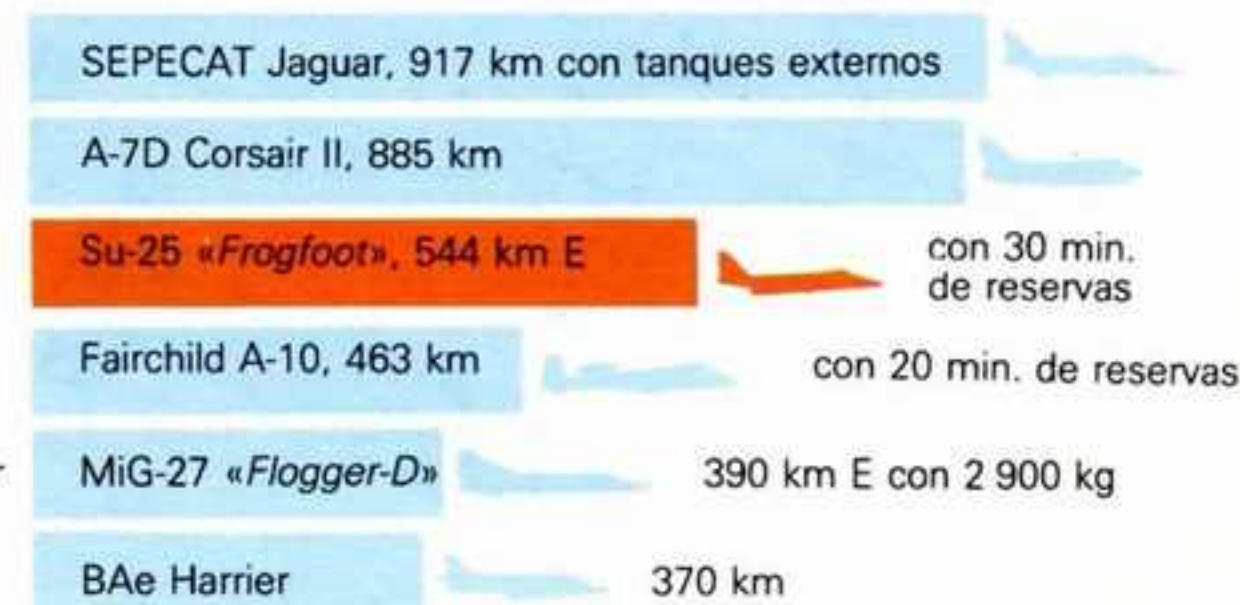 SEPECAT Jaguar, 917 km con tanques externos
A-7D Corsair II, 885 km
Su-25 «Frogfoot», 544 km E
con 30 min.
de reservas
Fairchild A-10, 463 km
con 20 min. de reservas
MiG-27 «Flogger-D»
390 km E con 2 900 kg
BAe Harrier
370 km